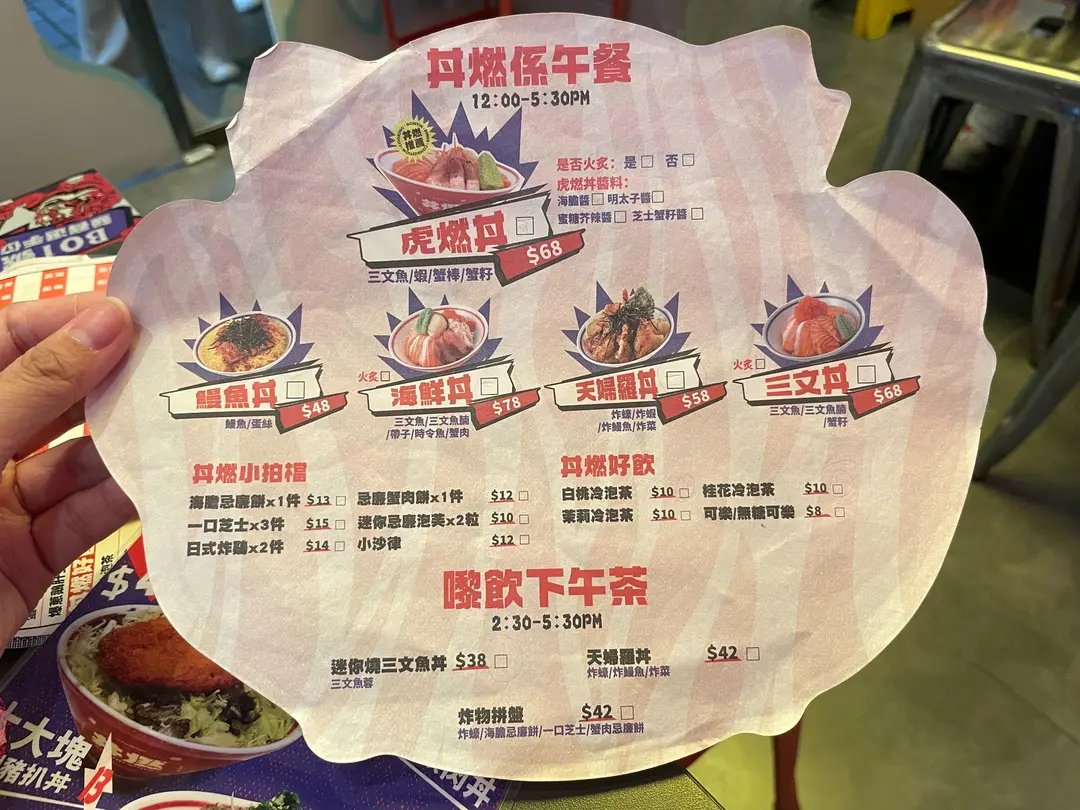 丼燃係午餐
12:00-5:30PM
丼燃
推薦
是否火炙： 是 否
虎燃丼醬料：
海膽醬 明太子醬
蜜糖芥辣醬 芝士蟹籽醬
虎燃丼
$68
三文魚/蝦/蟹棒/蟹籽
鰻魚丼
$48
鰻魚/蛋絲
火炙
海鮮丼
$78
三文魚/三文魚腩
/帶子/時令魚/蟹肉
天婦羅丼
$58
炸蠔/炸蝦
/炸鰻魚/炸菜
火炙
三文丼
$68
三文魚/三文魚腩
/蟹籽
丼燃小拍檔
海膽忌廉餅x1件 $13
忌廉蟹肉餅x1件 $12
一口芝士x3件 $15
迷你忌廉泡芙x2粒 $10
日式炸鷄x2件 $14
小沙律 $12
丼燃好飲
白桃冷泡茶 $10
桂花冷泡茶 $10
茉莉冷泡茶 $10
可樂/無糖可樂 $8
嚟飲下午茶
2:30-5:30PM
迷你燒三文魚丼 $38
三文魚蓉
天婦羅丼 $42
炸蠔/炸鰻魚/炸菜
炸物拼盤 $42
炸蠔/海膽忌廉餅/一口芝士/蟹肉忌廉餅
大塊
豬扒丼
13
肉丼